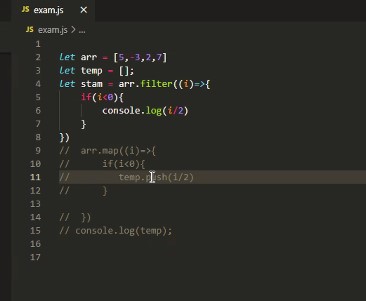 JS exam.js ×
JS exam.js > ...
1
2 let arr = [5,-3,2,7]
3 let temp = [];
4 let stam = arr.filter((i)=>{
5 if(i<0){
6 console.log(i/2)
7 }
8 })
9 // arr.map((i)=>{
10 // if(i<0){
11 // temp.push(i/2)
12 // }
13
14 // })
15 // console.log(temp);
16
17